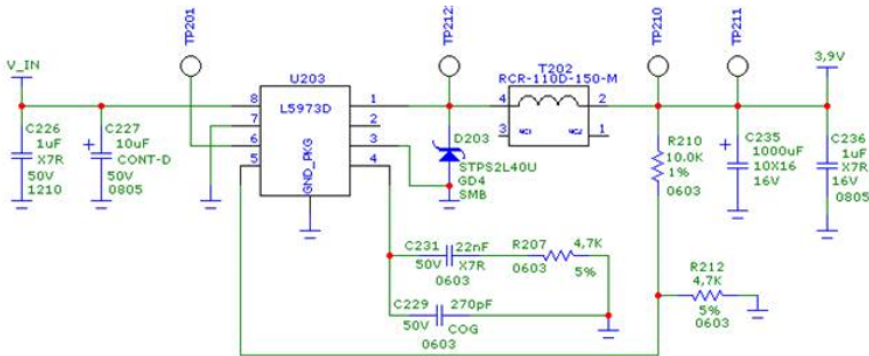 TP201
TP212
TP210
TP211
V_IN
U203
L5973D
GND_PKG
8
7
6
5
1
2
3
4
T202
RCR-110D-150-M
4
2
3
1
NC1
NC2
3,9V
C226
1uF
X7R
50V
1210
+
C227
10uF
CONT-D
50V
0805
D203
STPS2L40U
GD4
SMB
R210
10.0K
1%
0603
+
C235
1000uF
10X16
16V
C236
1uF
X7R
16V
0805
C231
22nF
50V
X7R
0603
R207
4,7K
0603
5%
C229
270pF
50V
COG
0603
R212
4,7K
5%
0603